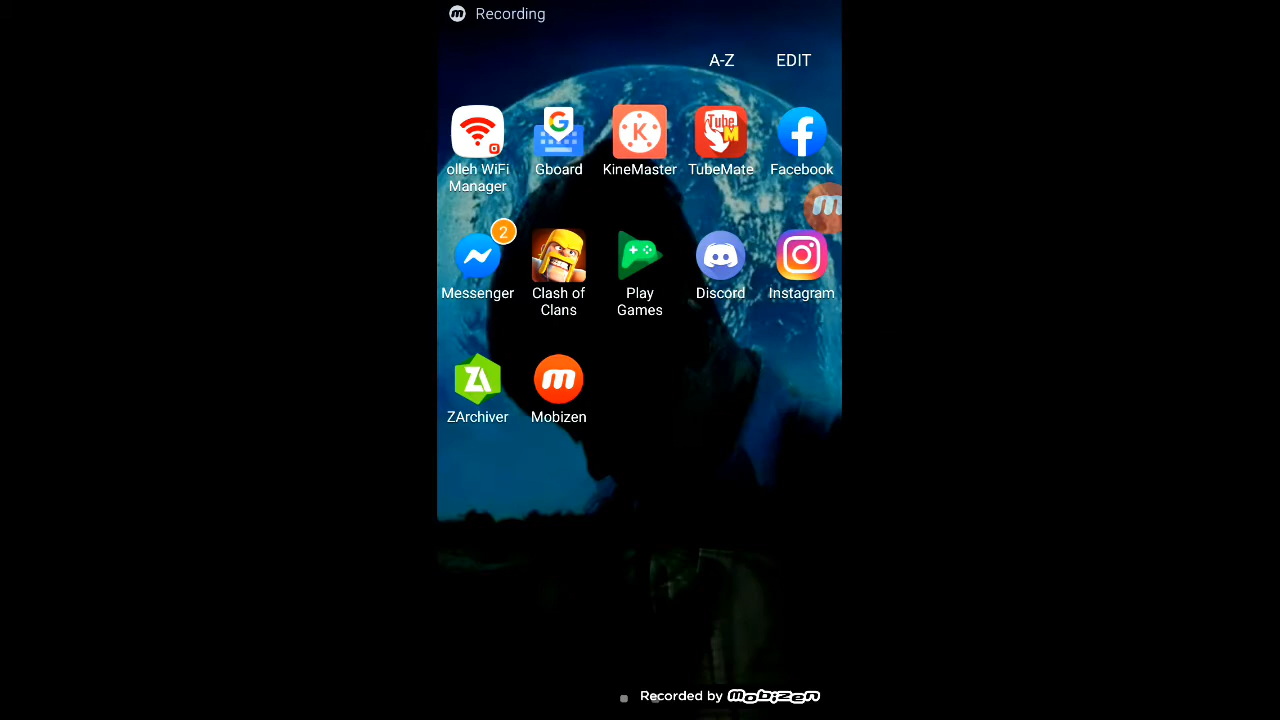 Recording
A-Z EDIT
olleh WiFi Manager
Gboard
KineMaster
TubeMate
Facebook
2
Messenger
Clash of Clans
Play Games
Discord
Instagram
ZArchiver
Mobizen
Recorded by Mobizen